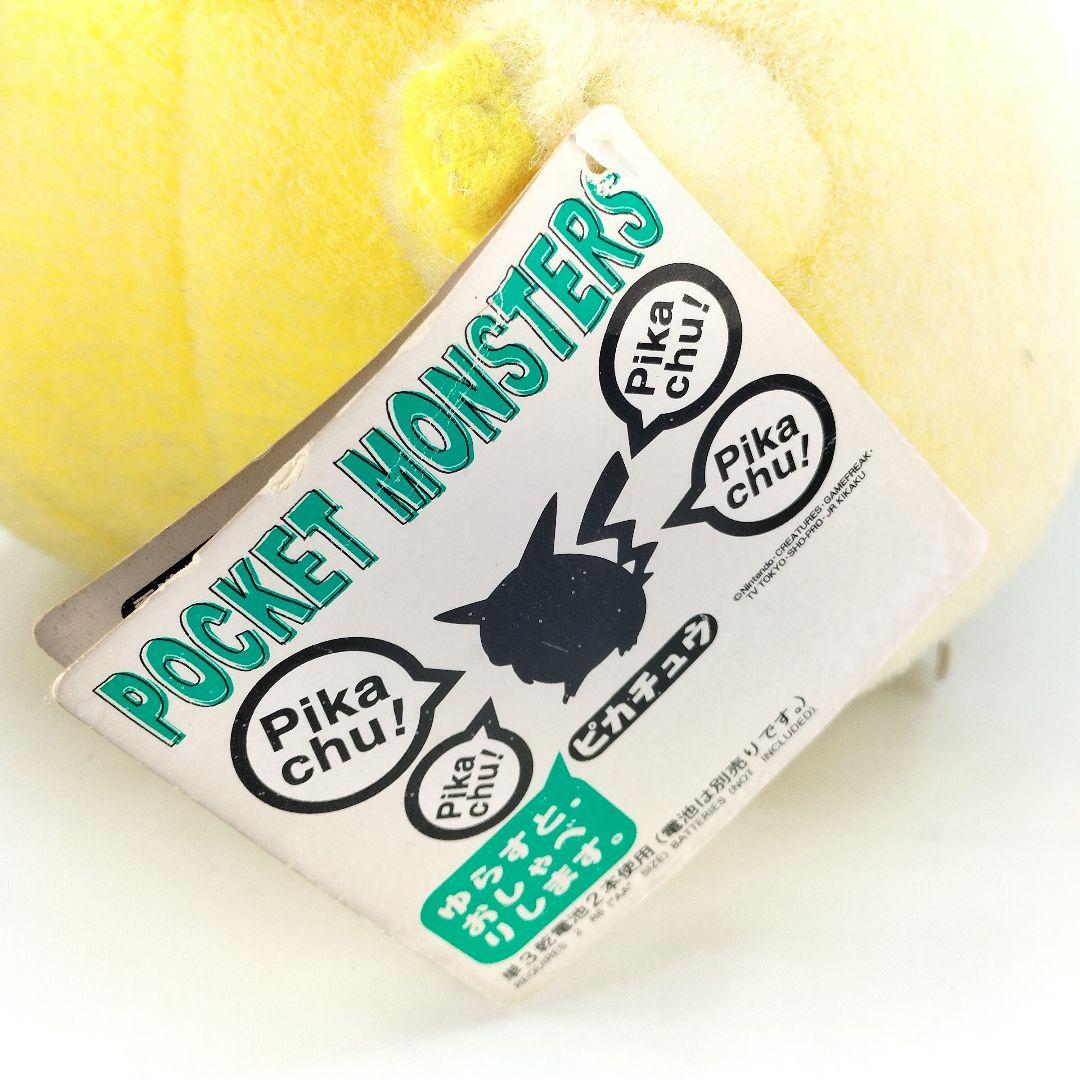 POCKET MONSTERS
Pika
chu!
Pika
chu!
Pika
chu!
Pika
chu!
©Nintendo・CREATURES・GAMEFREAK・
TV TOKYO・SHO-PRO・JR KIKAKU
ピカチュウ
ゆらすと、
おしゃべ
りします。
単3乾電池2本使用(電池は別売りです。)
REQUIRES 2 R6 ("AA" SIZE) BATTERIES (NOT INCLUDED).